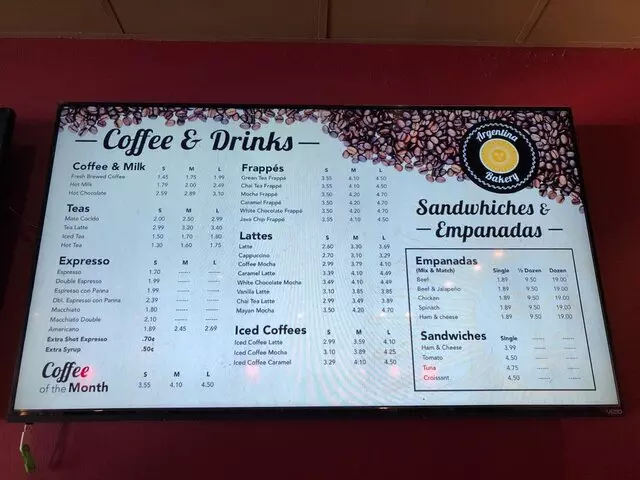 Coffee & Drinks
Coffee & Milk S M L
Fresh Brewed Coffee 1.45 1.75 1.99
Hot Milk 1.79 2.00 2.49
Hot Chocolate 2.59 2.89 3.10
Teas S M L
Mate Cocido 2.00 2.50 2.99
Tea Latte 2.99 3.20 3.40
Iced Tea 1.50 1.70 1.80
Hot Tea 1.30 1.60 1.75
Expresso S M L
Espresso 1.70 ------ ------
Double Espresso 1.99 ------ ------
Espresso con Panna 1.99 ------ ------
Dbl. Espresso con Panna 2.39 ------ ------
Macchiato 1.80 ------ ------
Macchiato Double 2.10 ------ ------
Americano 1.89 2.45 2.69
Extra Shot Expresso .70¢
Extra Syrup .50¢
Coffee of the Month S M L
3.55 4.10 4.50
Frappés S M L
Green Tea Frappé 3.55 4.10 4.50
Chai Tea Frappé 3.55 4.10 4.50
Mocha Frappé 3.50 4.20 4.70
Caramel Frappé 3.50 4.20 4.70
White Chocolate Frappé 3.50 4.20 4.70
Java Chip Frappé 3.55 4.10 4.50
Lattes S M L
Latte 2.60 3.30 3.69
Cappuccino 2.70 3.10 3.29
Coffee Mocha 2.99 3.79 4.10
Caramel Latte 3.39 4.10 4.49
White Chocolate Mocha 3.49 4.10 4.49
Vanilla Latte 3.10 3.85 3.85
Chai Tea Latte 2.99 3.49 3.89
Mayan Mocha 3.50 4.20 4.70
Iced Coffees S M L
Iced Coffee Latte 2.99 3.59 4.10
Iced Coffee Mocha 3.10 3.89 4.25
Iced Coffee Caramel 3.29 4.10 4.50
Argentina
Bakery
Sandwhiches &
Empanadas
Empanadas
(Mix & Match) Single ½ Dozen Dozen
Beef 1.89 9.50 19.00
Beef & Jalapeño 1.89 9.50 19.00
Chicken 1.89 9.50 19.00
Spinach 1.89 9.50 19.00
Ham & cheese 1.89 9.50 19.00
Sandwiches Single
Ham & Cheese 3.99 ------ ------
Tomato 4.50 ------ ------
Tuna 4.75 ------ ------
Croissant 4.50 ------ ------
VIZIO